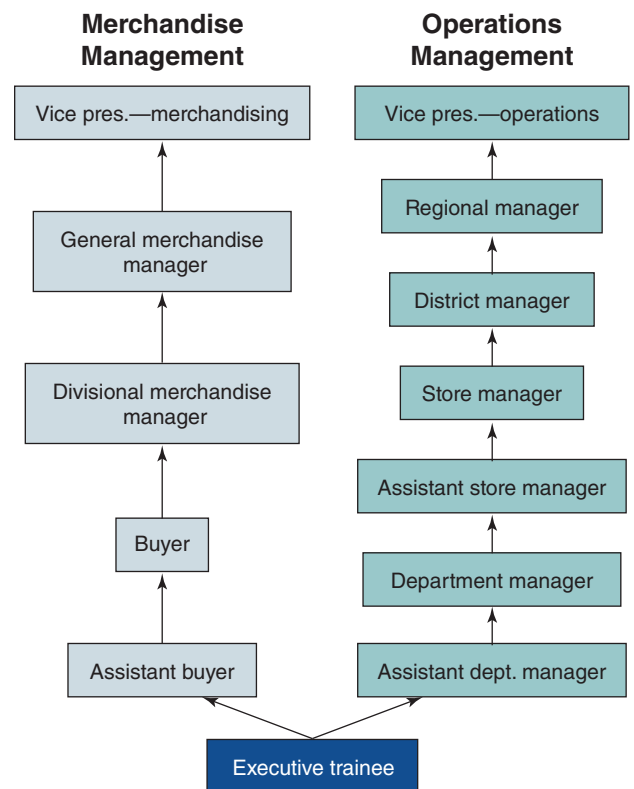 Merchandise
Management
Vice pres.—merchandising
General merchandise
manager
Divisional merchandise
manager
Buyer
Assistant buyer
Operations
Management
Vice pres.—operations
Regional manager
District manager
Store manager
Assistant store manager
Department manager
Assistant dept. manager
Executive trainee